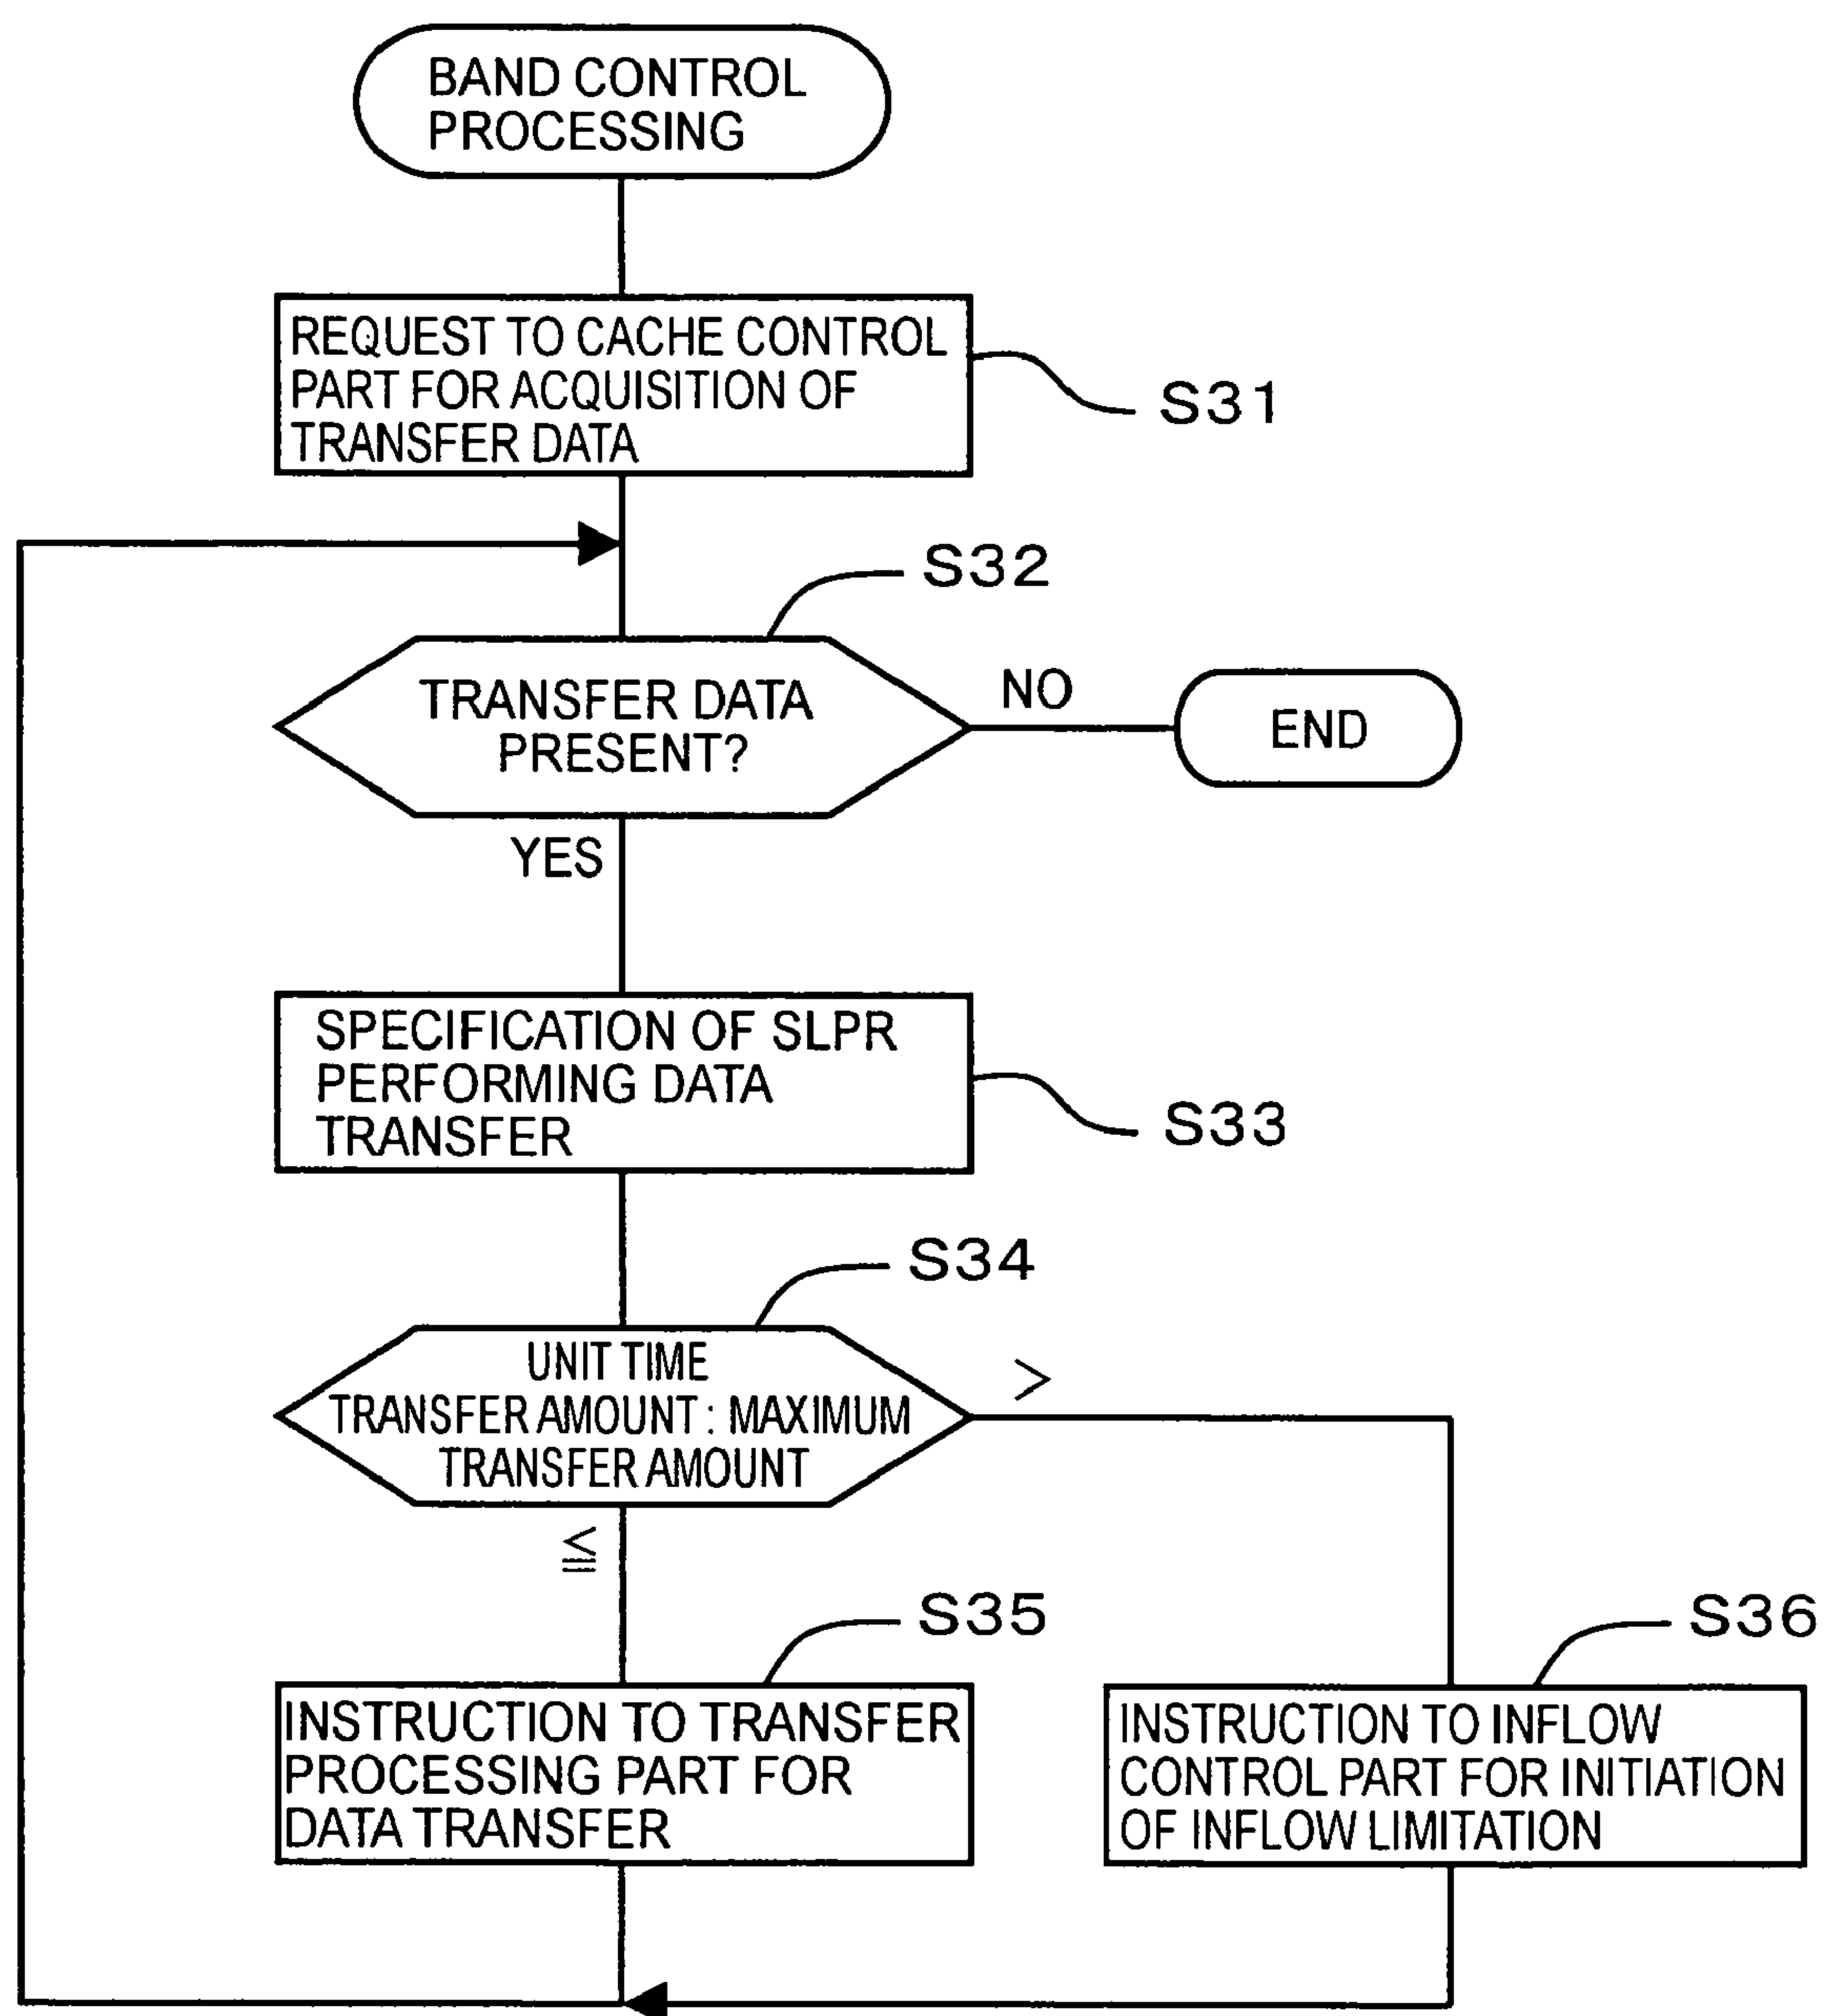 BAND CONTROL
PROCESSING
REQUEST TO CACHE CONTROL
PART FOR ACQUISITION OF
TRANSFER DATA
S31
S32
TRANSFER DATA
PRESENT?
NO
END
YES
SPECIFICATION OF SLPR
PERFORMING DATA
TRANSFER
S33
S34
UNIT TIME
TRANSFER AMOUNT : MAXIMUM
TRANSFER AMOUNT
>
≦
S35
INSTRUCTION TO TRANSFER
PROCESSING PART FOR
DATA TRANSFER
S36
INSTRUCTION TO INFLOW
CONTROL PART FOR INITIATION
OF INFLOW LIMITATION